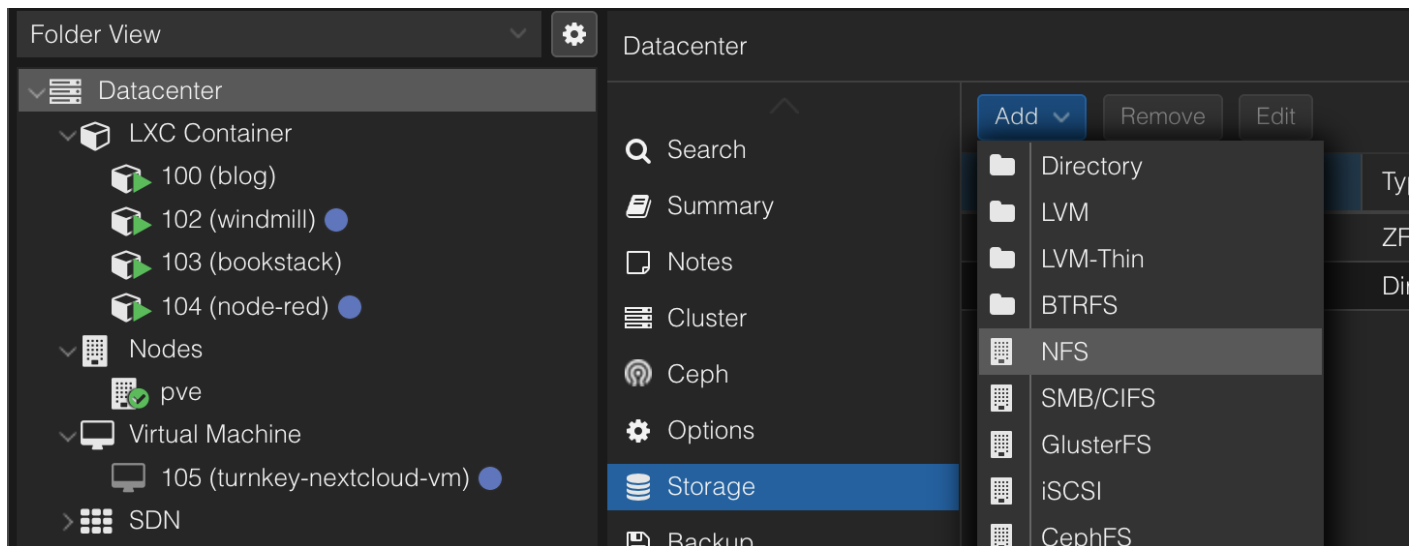 Folder View
Datacenter
LXC Container
100 (blog)
102 (windmill)
103 (bookstack)
104 (node-red)
Nodes
pve
Virtual Machine
105 (turnkey-nextcloud-vm)
SDN
Datacenter
Search
Summary
Notes
Cluster
Ceph
Options
Storage
Backup
Add
Remove
Edit
Directory
LVM
LVM-Thin
BTRFS
NFS
SMB/CIFS
GlusterFS
iSCSI
CephFS